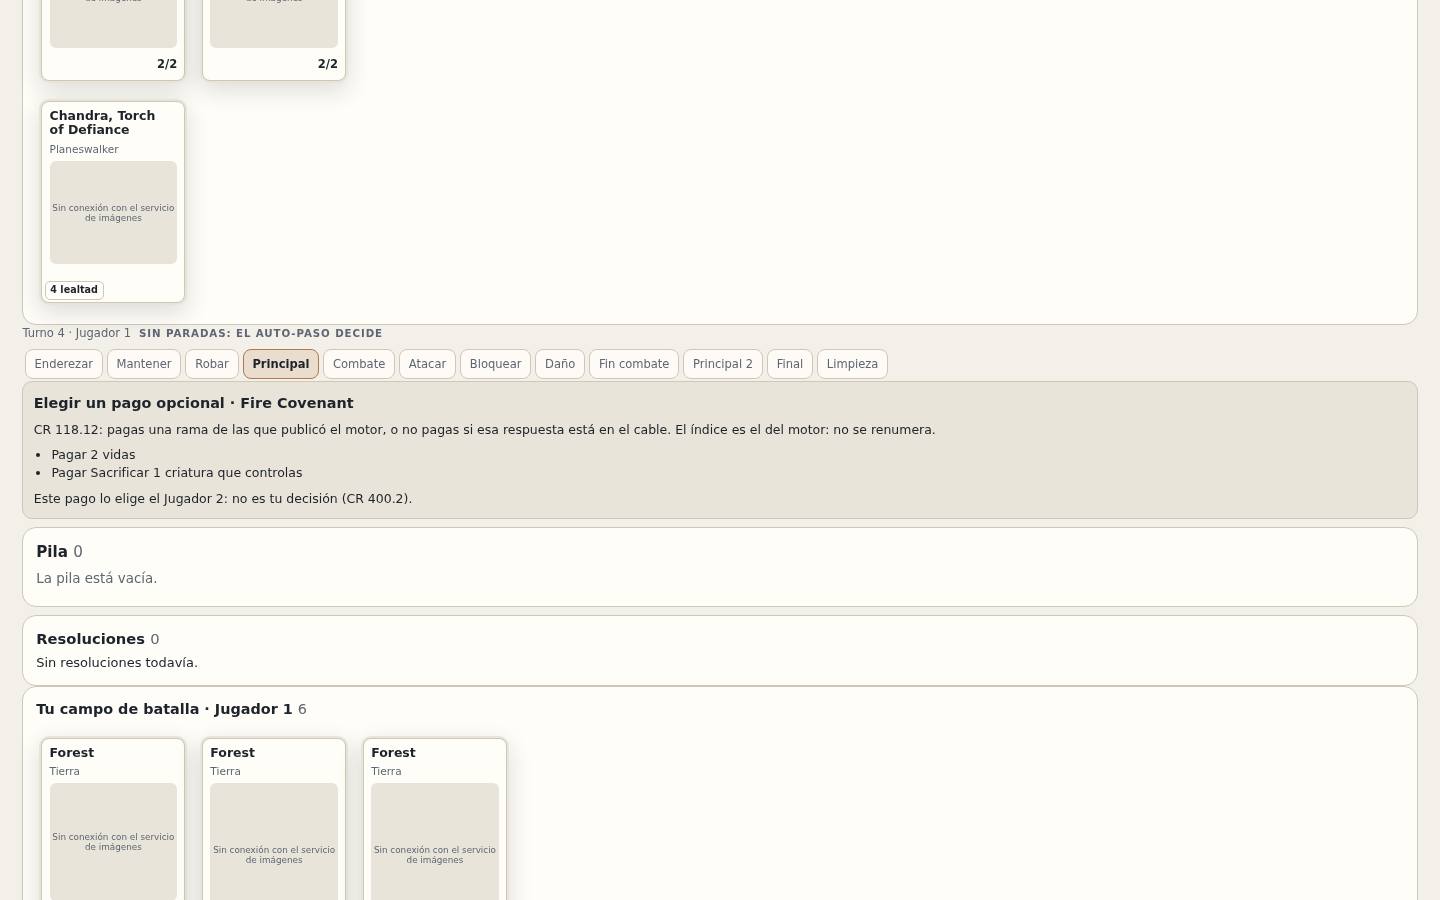 2/2
2/2
Chandra, Torch
of Defiance
Planeswalker
Sin conexión con el servicio
de imágenes
4 lealtad
Turno 4 · Jugador 1 SIN PARADAS: EL AUTO-PASO DECIDE
Enderezar Mantener Robar Principal Combate Atacar Bloquear Daño Fin combate Principal 2 Final Limpieza
Elegir un pago opcional · Fire Covenant
CR 118.12: pagas una rama de las que publicó el motor, o no pagas si esa respuesta está en el cable. El índice es el del motor: no se renumera.
• Pagar 2 vidas
• Pagar Sacrificar 1 criatura que controlas
Este pago lo elige el Jugador 2: no es tu decisión (CR 400.2).
Pila 0
La pila está vacía.
Resoluciones 0
Sin resoluciones todavía.
Tu campo de batalla · Jugador 1 6
Forest
Tierra
Sin conexión con el servicio
de imágenes
Forest
Tierra
Sin conexión con el servicio
de imágenes
Forest
Tierra
Sin conexión con el servicio
de imágenes